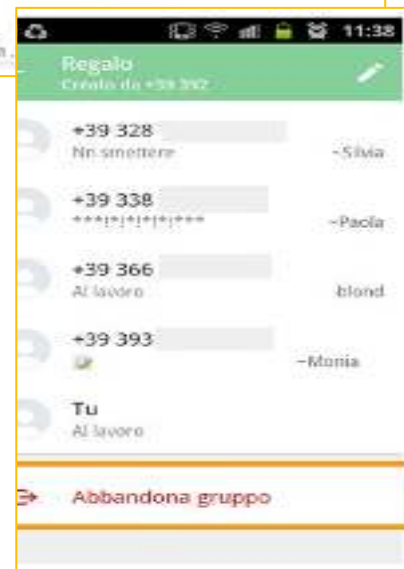 11:38
Regalo
Creato da +39 392
+39 328
Nn smettere ~Silvia
+39 338
~Paola
+39 366
Al lavoro blond
+39 393
~Monia
Tu
Al lavoro
Abbandona gruppo